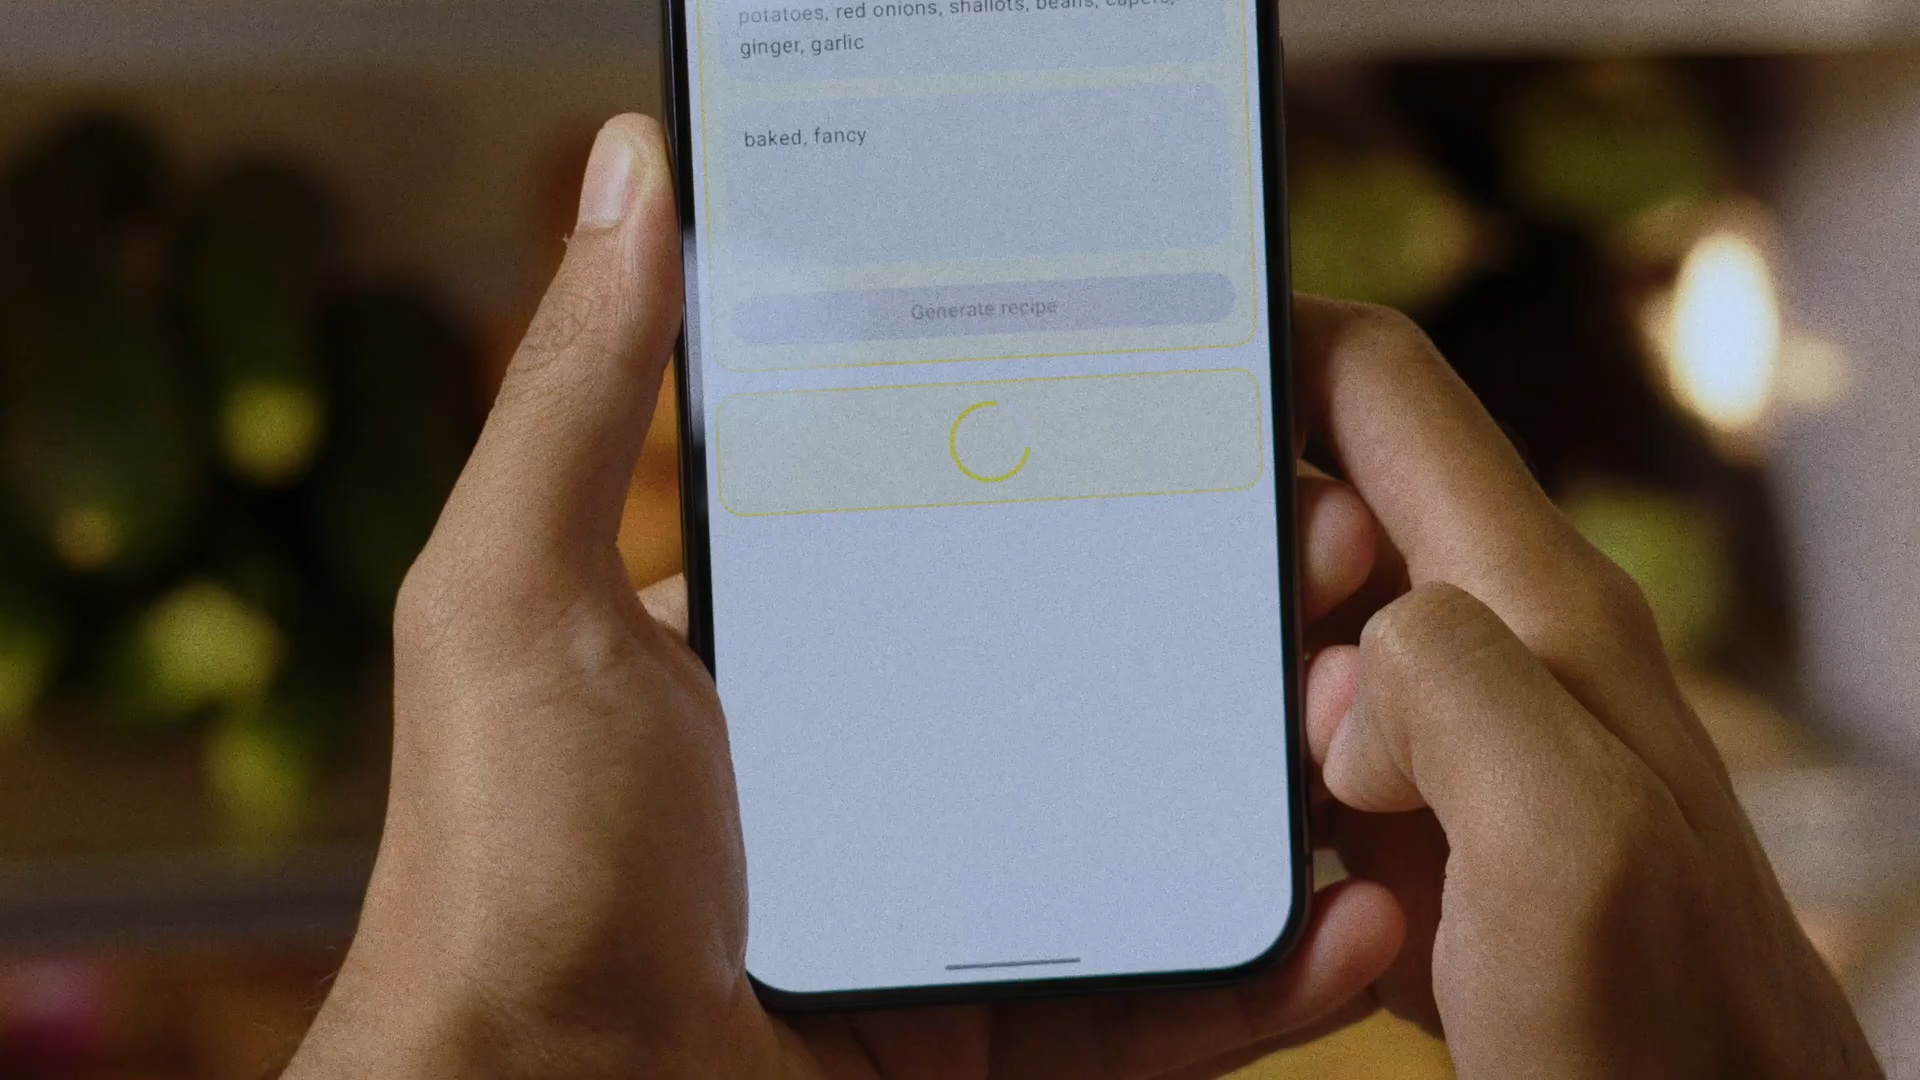 potatoes, red onions, shallots, beans, capers,
ginger, garlic
baked, fancy
Generate recipe